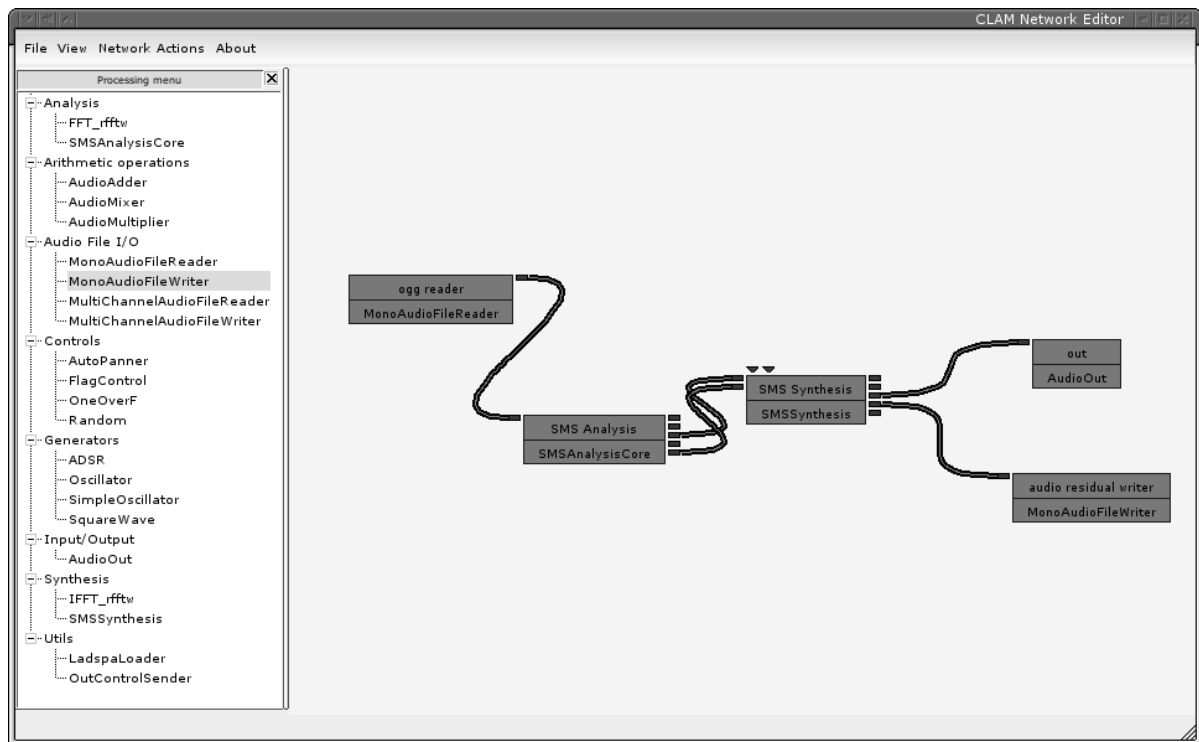 CLAM Network Editor
File View Network Actions About
Processing menu
Analysis
FFT_rfftw
SMSAnalysisCore
Arithmetic operations
AudioAdder
AudioMixer
AudioMultiplier
Audio File I/O
MonoAudioFileReader
MonoAudioFileWriter
MultiChannelAudioFileReader
MultiChannelAudioFileWriter
Controls
AutoPanner
FlagControl
OneOverF
Random
Generators
ADSR
Oscillator
SimpleOscillator
SquareWave
Input/Output
AudioOut
Synthesis
IFFT_rfftw
SMSSynthesis
Utils
LadspaLoader
OutControlSender
ogg reader
MonoAudioFileReader
SMS Analysis
SMSAnalysisCore
SMS Synthesis
SMSSynthesis
out
AudioOut
audio residual writer
MonoAudioFileWriter